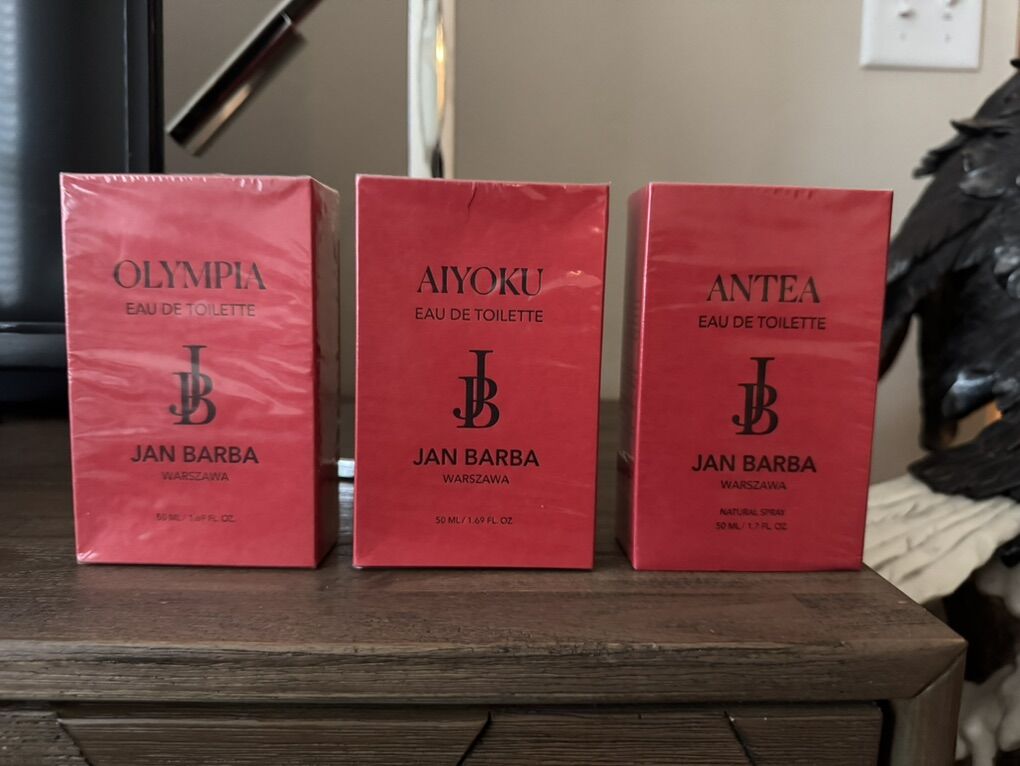 OLYMPIA
EAU DE TOILETTE
JB
JAN BARBA
WARSZAWA
50 ML / 1.69 FL. OZ.
AIYOKU
EAU DE TOILETTE
JB
JAN BARBA
WARSZAWA
50 ML / 1.69 FL. OZ.
ANTEA
EAU DE TOILETTE
JB
JAN BARBA
WARSZAWA
NATURAL SPRAY
50 ML / 1.7 FL. OZ.